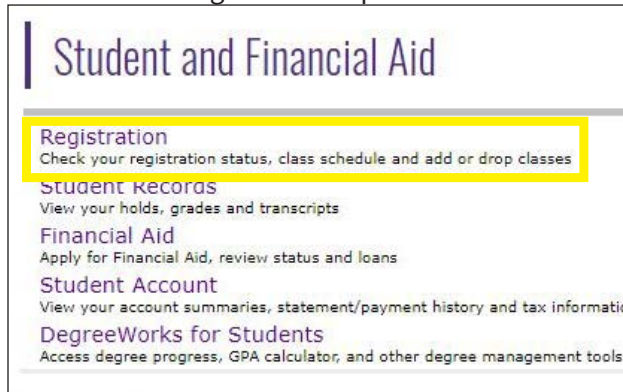 Student and Financial Aid
Registration
Check your registration status, class schedule and add or drop classes
Student Records
View your holds, grades and transcripts
Financial Aid
Apply for Financial Aid, review status and loans
Student Account
View your account summaries, statement/payment history and tax
DegreeWorks for Students
Access degree progress, GPA calculator, and other degree management tools